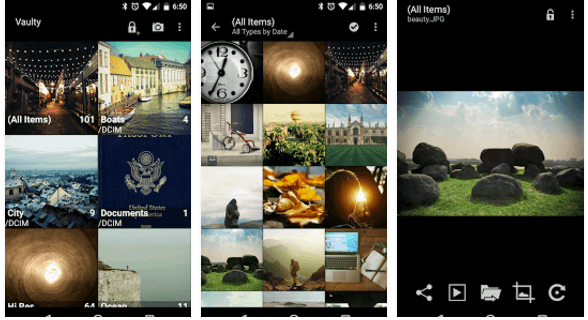 6:50
Vaulty
(All Items) 101
Boats 4
/DCIM
PASSPORT
City 9
/DCIM
Documents 1
Hi Res 64
Ocean 11
6:50
(All Items)
All Types by Date
(All Items)
beauty.JPG